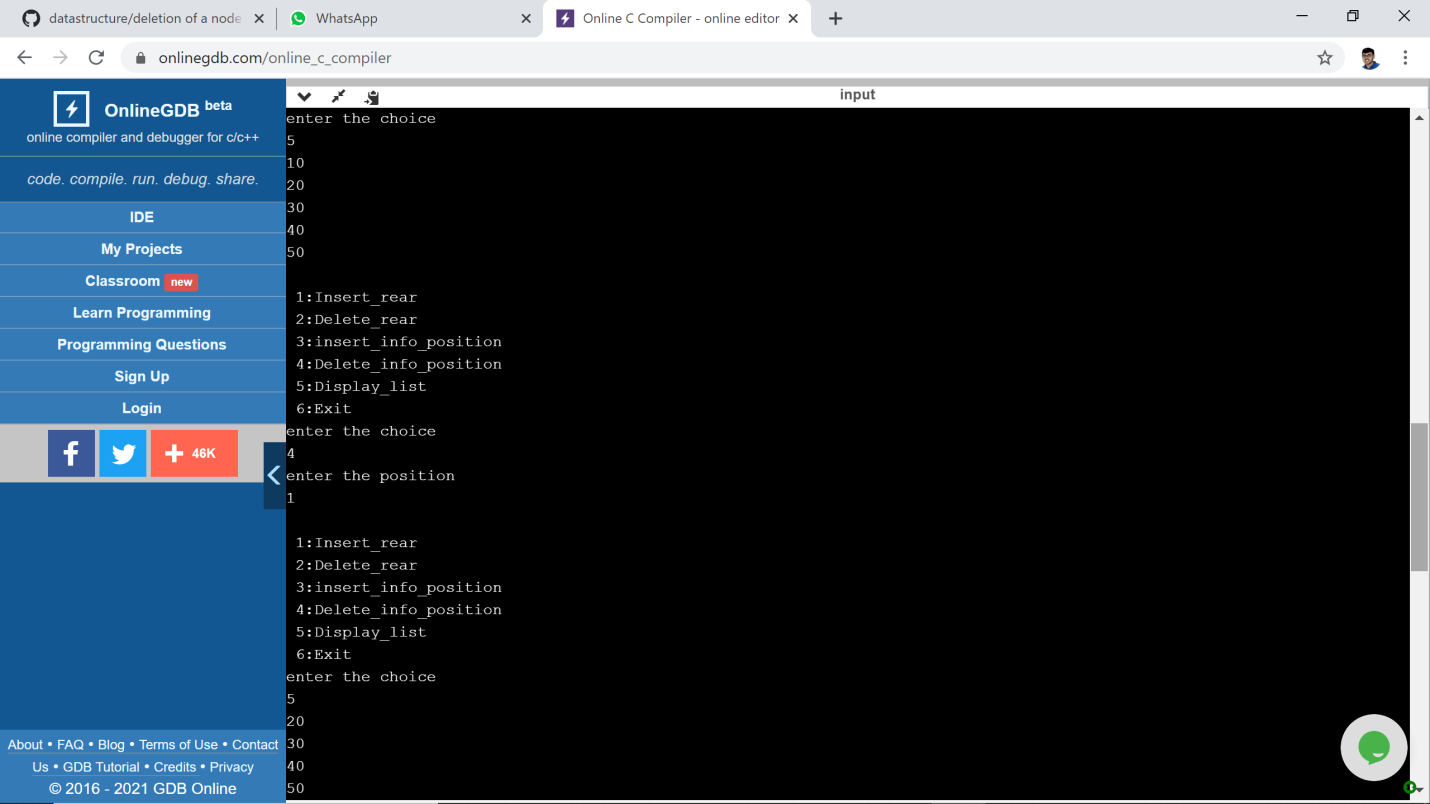 datastructure/deletion of a node
WhatsApp
Online C Compiler - online editor
onlinegdb.com/online_c_compiler
OnlineGDB beta
online compiler and debugger for c/c++
code. compile. run. debug. share.
IDE
My Projects
Classroom new
Learn Programming
Programming Questions
Sign Up
Login
46K
About • FAQ • Blog • Terms of Use • Contact
Us • GDB Tutorial • Credits • Privacy
© 2016 - 2021 GDB Online
input
enter the choice
5
10
20
30
40
50
1:Insert_rear
2:Delete_rear
3:insert_info_position
4:Delete_info_position
5:Display_list
6:Exit
enter the choice
4
enter the position
1
1:Insert_rear
2:Delete_rear
3:insert_info_position
4:Delete_info_position
5:Display_list
6:Exit
enter the choice
5
20
30
40
50